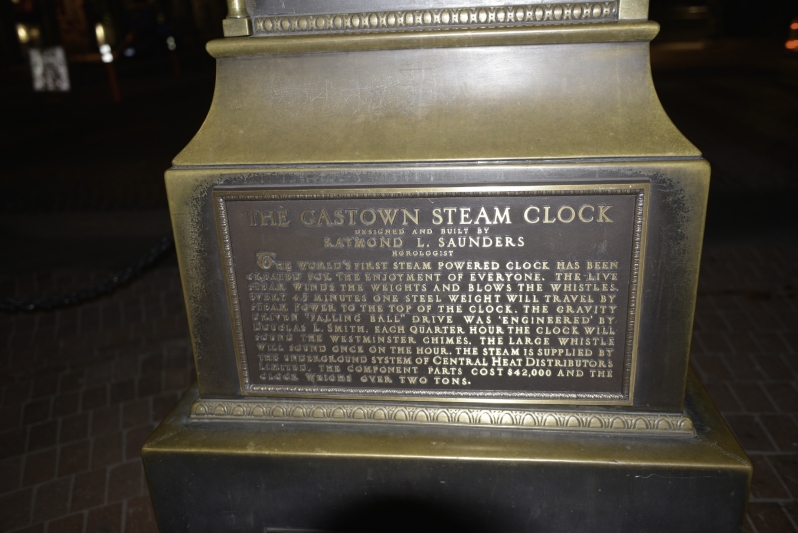 THE GASTOWN STEAM CLOCK
DESIGNED AND BUILT BY
RAYMOND L. SAUNDERS
HOROLOGIST
THE WORLD'S FIRST STEAM POWERED CLOCK HAS BEEN
CREATED FOR THE ENJOYMENT OF EVERYONE. THE LIVE
STEAM WINDS THE WEIGHTS AND BLOWS THE WHISTLES.
EVERY 4.5 MINUTES ONE STEEL WEIGHT WILL TRAVEL BY
STEAM POWER TO THE TOP OF THE CLOCK. THE GRAVITY
DRIVEN "FALLING BALL" DRIVE WAS 'ENGINEERED' BY
DOUGLAS L. SMITH. EACH QUARTER HOUR THE CLOCK WILL
SOUND THE WESTMINSTER CHIMES. THE LARGE WHISTLE
WILL SOUND ONCE ON THE HOUR. THE STEAM IS SUPPLIED BY
THE UNDERGROUND SYSTEM OF CENTRAL HEAT DISTRIBUTORS
LIMITED. THE COMPONENT PARTS COST $42,000 AND THE
CLOCK WEIGHS OVER TWO TONS.